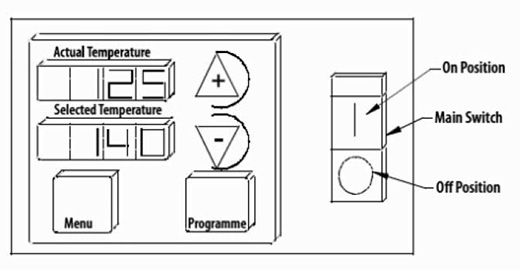 Actual Temperature
125
Selected Temperature
140
+
-
Menu
Programme
On Position
Main Switch
Off Position